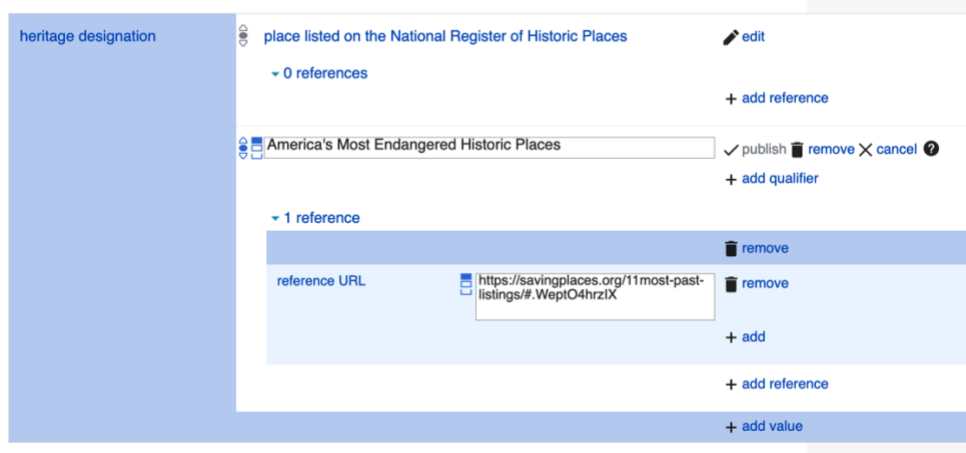 heritage designation
place listed on the National Register of Historic Places
edit
0 references
+ add reference
America's Most Endangered Historic Places
publish remove cancel ?
+ add qualifier
1 reference
remove
reference URL
https://savingplaces.org/11most-past-
listings/#.WeptO4hrzIX
remove
+ add
+ add reference
+ add value